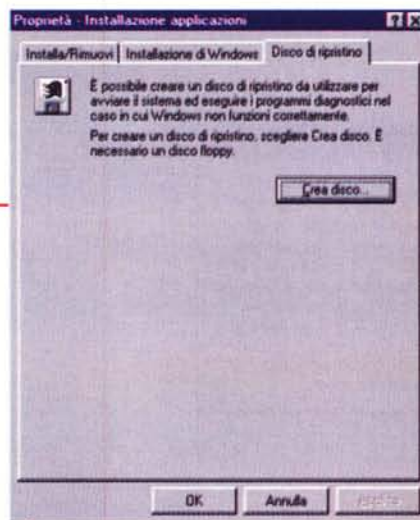 Proprietà - Installazione applicazioni
Installa/Rimuovi Installazione di Windows Disco di ripristino
È possibile creare un disco di ripristino da utilizzare per
avviare il sistema ed eseguire i programmi diagnostici nel
caso in cui Windows non funzioni correttamente.
Per creare un disco di ripristino, scegliere Crea disco. È
necessario un disco floppy.
Crea disco...
OK Annulla